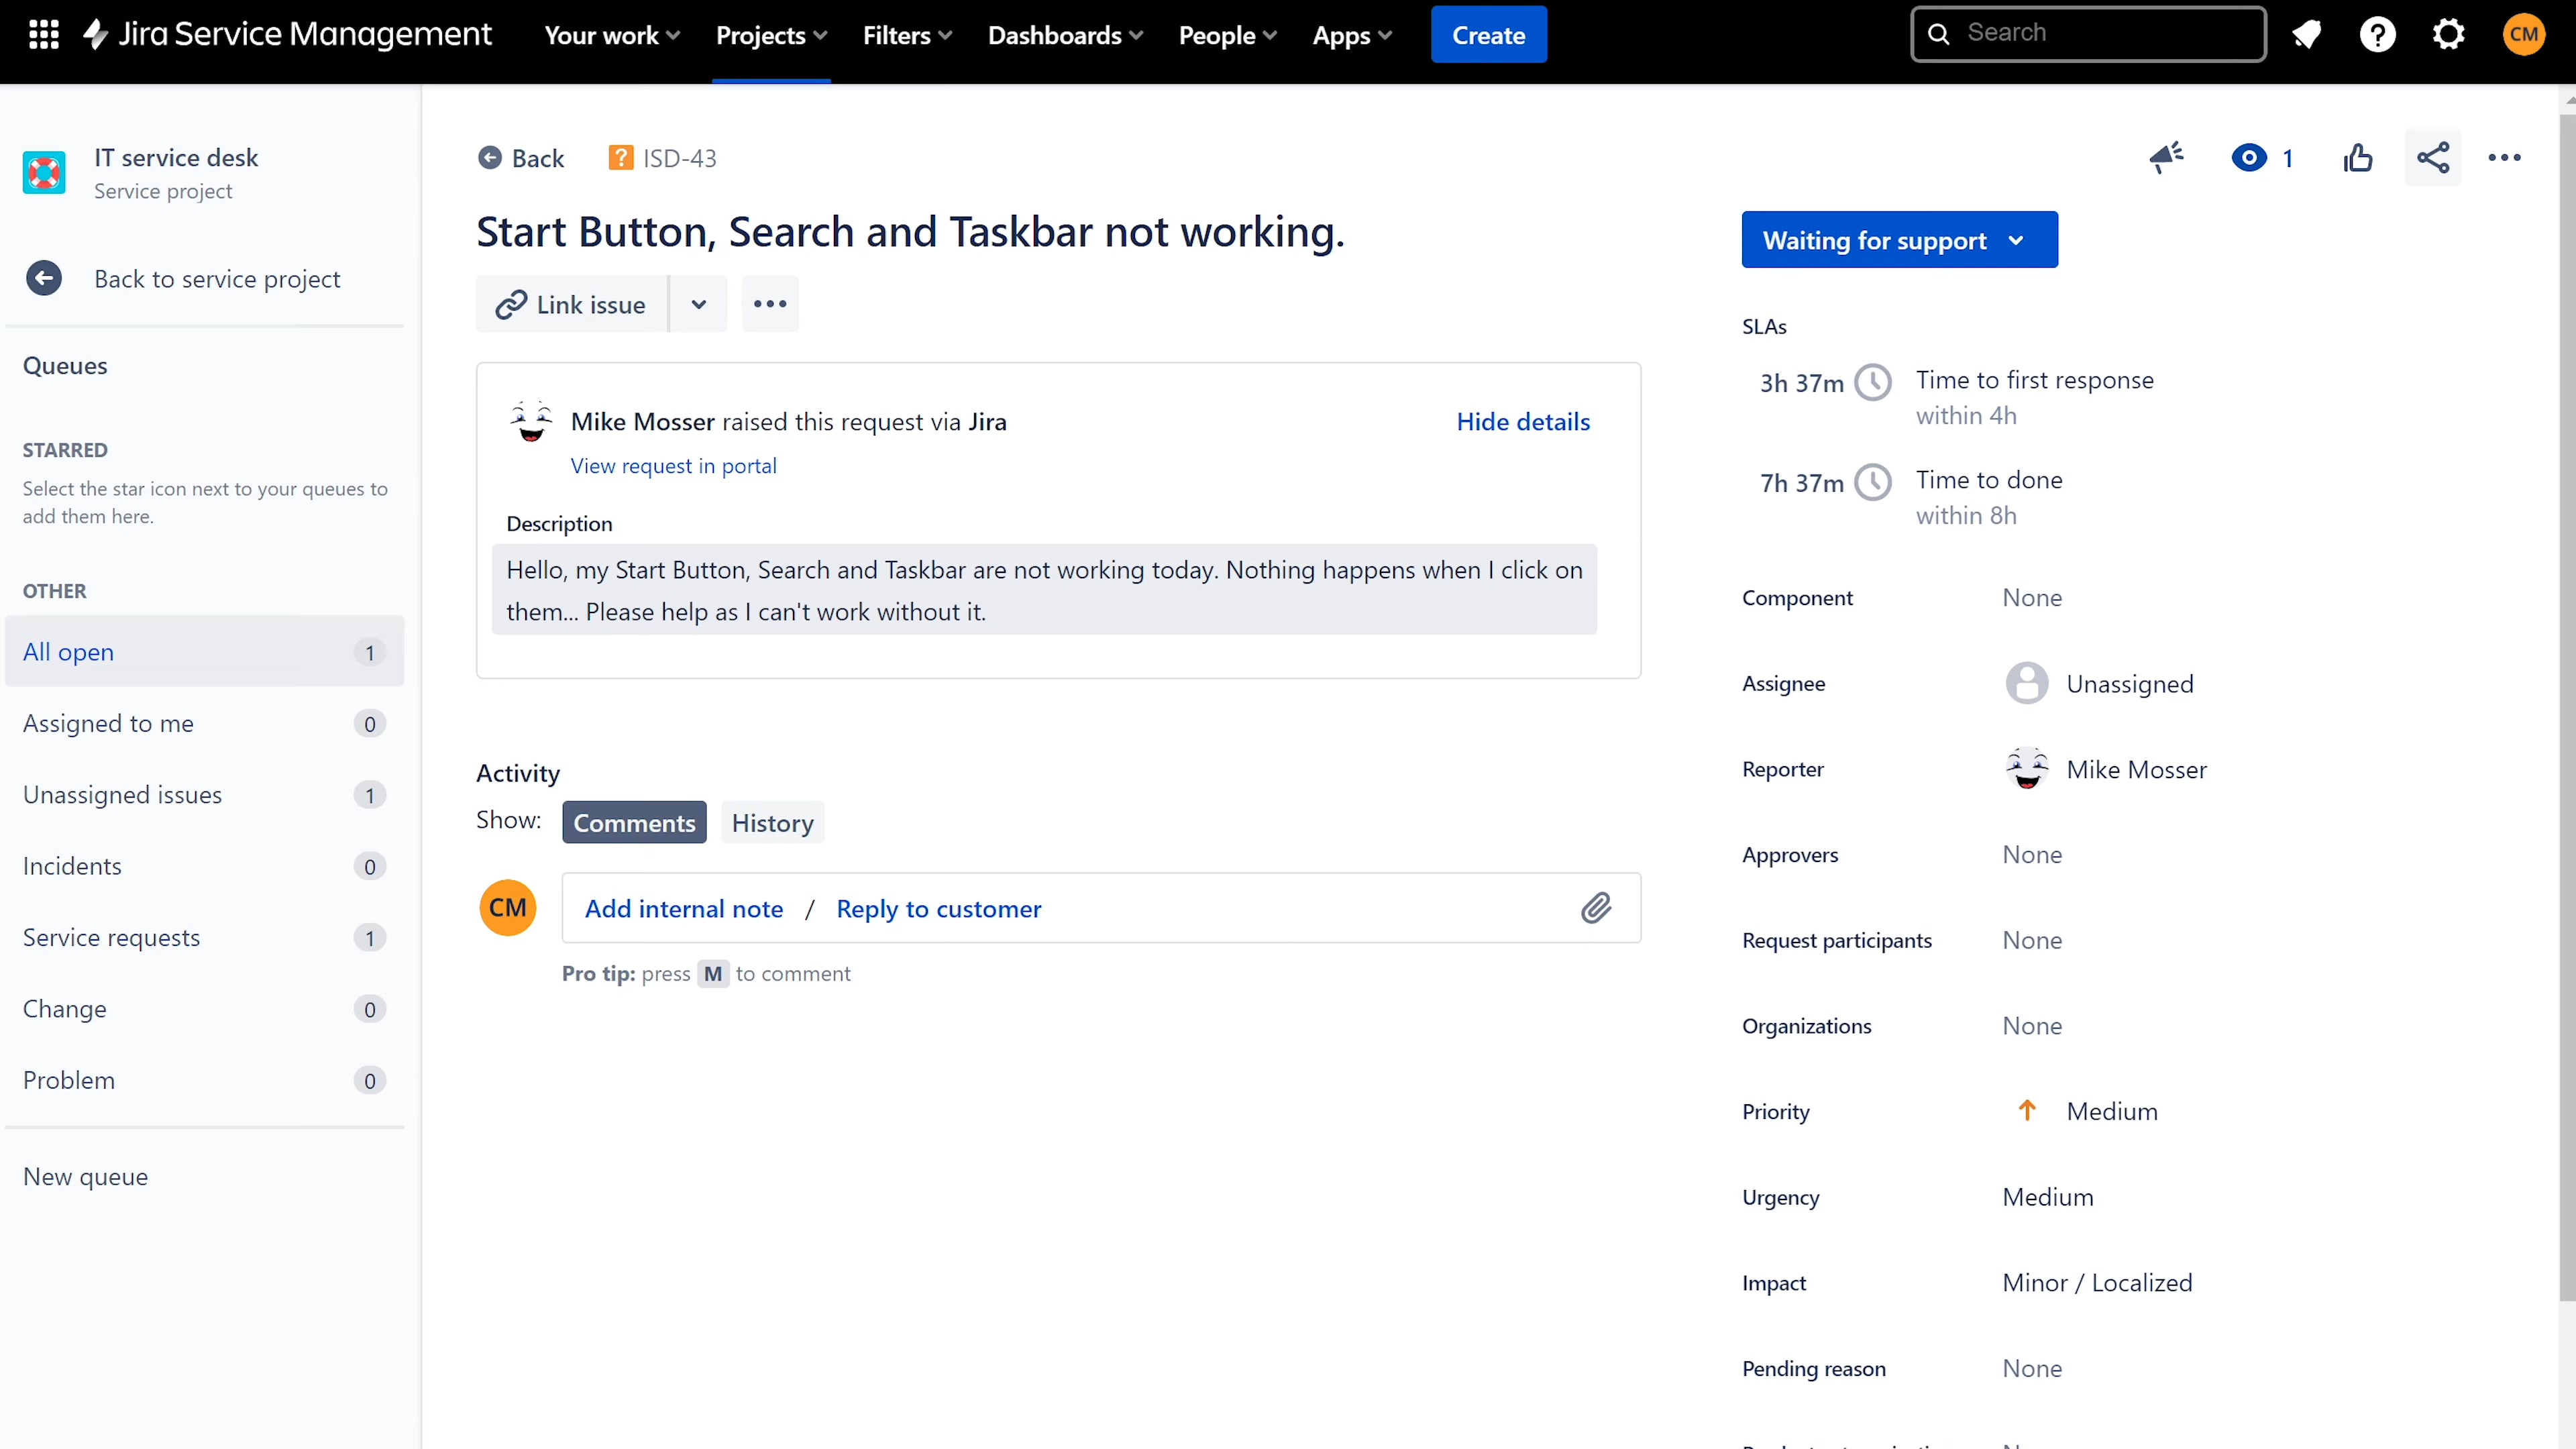 Jira Service Management
Your work
Projects
Filters
Dashboards
People
Apps
Create
Search
CM
IT service desk
Service project
Back to service project
Queues
STARRED
Select the star icon next to your queues to
add them here.
OTHER
All open 1
Assigned to me 0
Unassigned issues 1
Incidents 0
Service requests 1
Change 0
Problem 0
New queue
Back
ISD-43
1
Start Button, Search and Taskbar not working.
Link issue
Mike Mosser raised this request via Jira
Hide details
View request in portal
Description
Hello, my Start Button, Search and Taskbar are not working today. Nothing happens when I click on
them... Please help as I can't work without it.
Activity
Show: Comments History
CM
Add internal note / Reply to customer
Pro tip: press M to comment
Waiting for support
SLAs
3h 37m Time to first response
within 4h
7h 37m Time to done
within 8h
Component None
Assignee Unassigned
Reporter Mike Mosser
Approvers None
Request participants None
Organizations None
Priority Medium
Urgency Medium
Impact Minor / Localized
Pending reason None